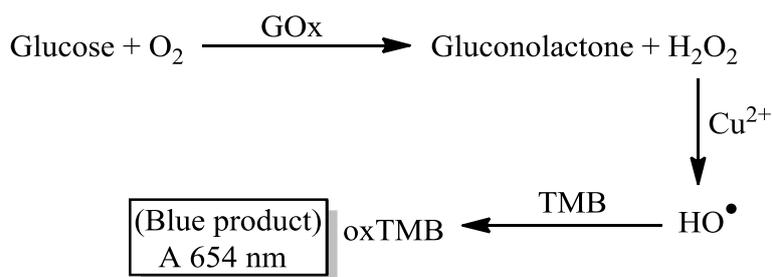 GOx
Glucose + O₂ Gluconolactone + H₂O₂
Cu²⁺
TMB
(Blue product) oxTMB HO•
A 654 nm